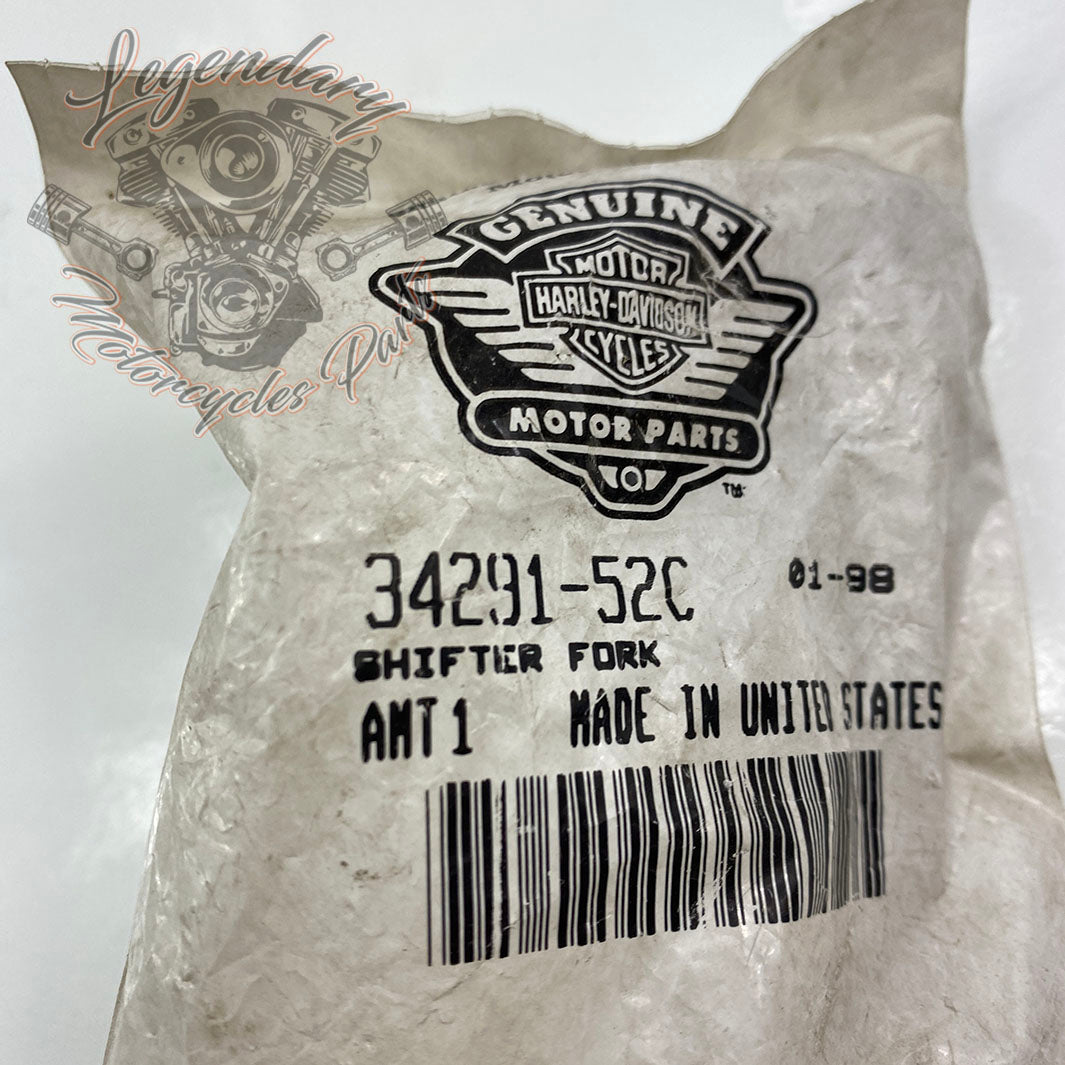 Legendary
Motorcycles Parts
GENUINE
MOTOR
HARLEY-DAVIDSON
CYCLES
MOTOR PARTS
TM
34291-52C 01-98
SHIFTER FORK
AMT 1 MADE IN UNITED STATES